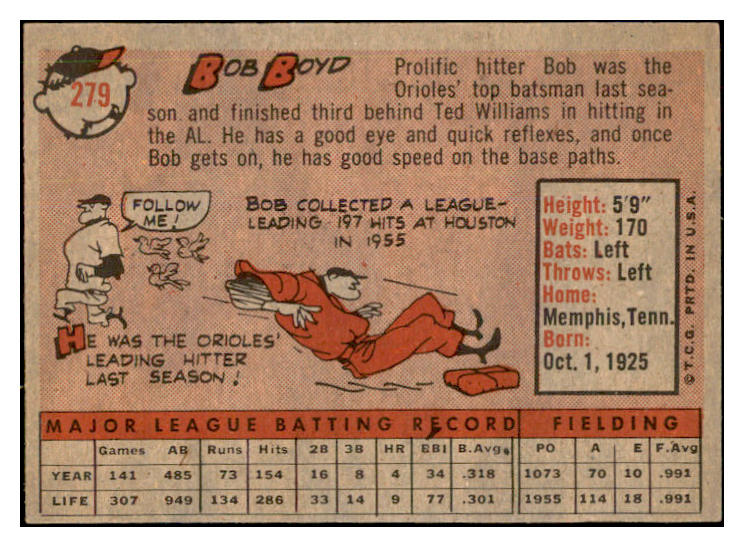 279
BOB BOYD
Prolific hitter Bob was the
Orioles' top batsman last sea-
son and finished third behind Ted Williams in hitting in
the AL. He has a good eye and quick reflexes, and once
Bob gets on, he has good speed on the base paths.
FOLLOW
ME!
BOB COLLECTED A LEAGUE-
LEADING 197 HITS AT HOUSTON
IN 1955
HE WAS THE ORIOLES'
LEADING HITTER
LAST SEASON!
Height: 5'9"
Weight: 170
Bats: Left
Throws: Left
Home:
Memphis, Tenn.
Born:
Oct. 1, 1925
© T.C.G. PRTD. IN U.S.A.
MAJOR LEAGUE BATTING RECORD FIELDING
Games AB Runs Hits 2B 3B HR RBI B.Avg. PO A E F.Avg
YEAR 141 485 73 154 16 8 4 34 .318 1073 70 10 .991
LIFE 307 949 134 286 33 14 9 77 .301 1955 114 18 .991